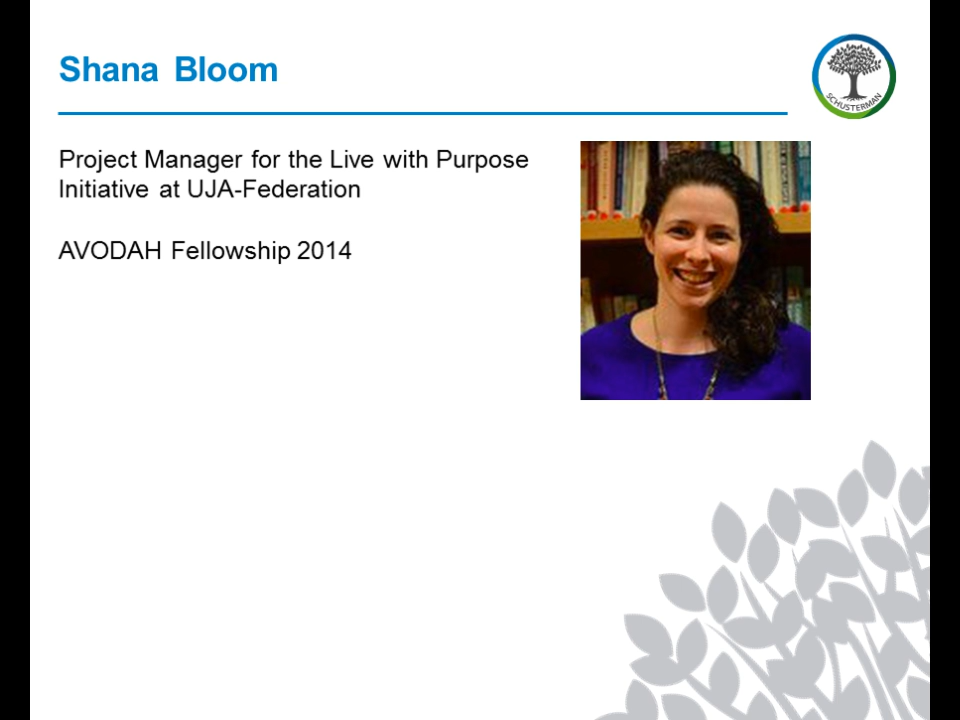 Shana Bloom
SCHUSTERMAN
Project Manager for the Live with Purpose
Initiative at UJA-Federation
AVODAH Fellowship 2014